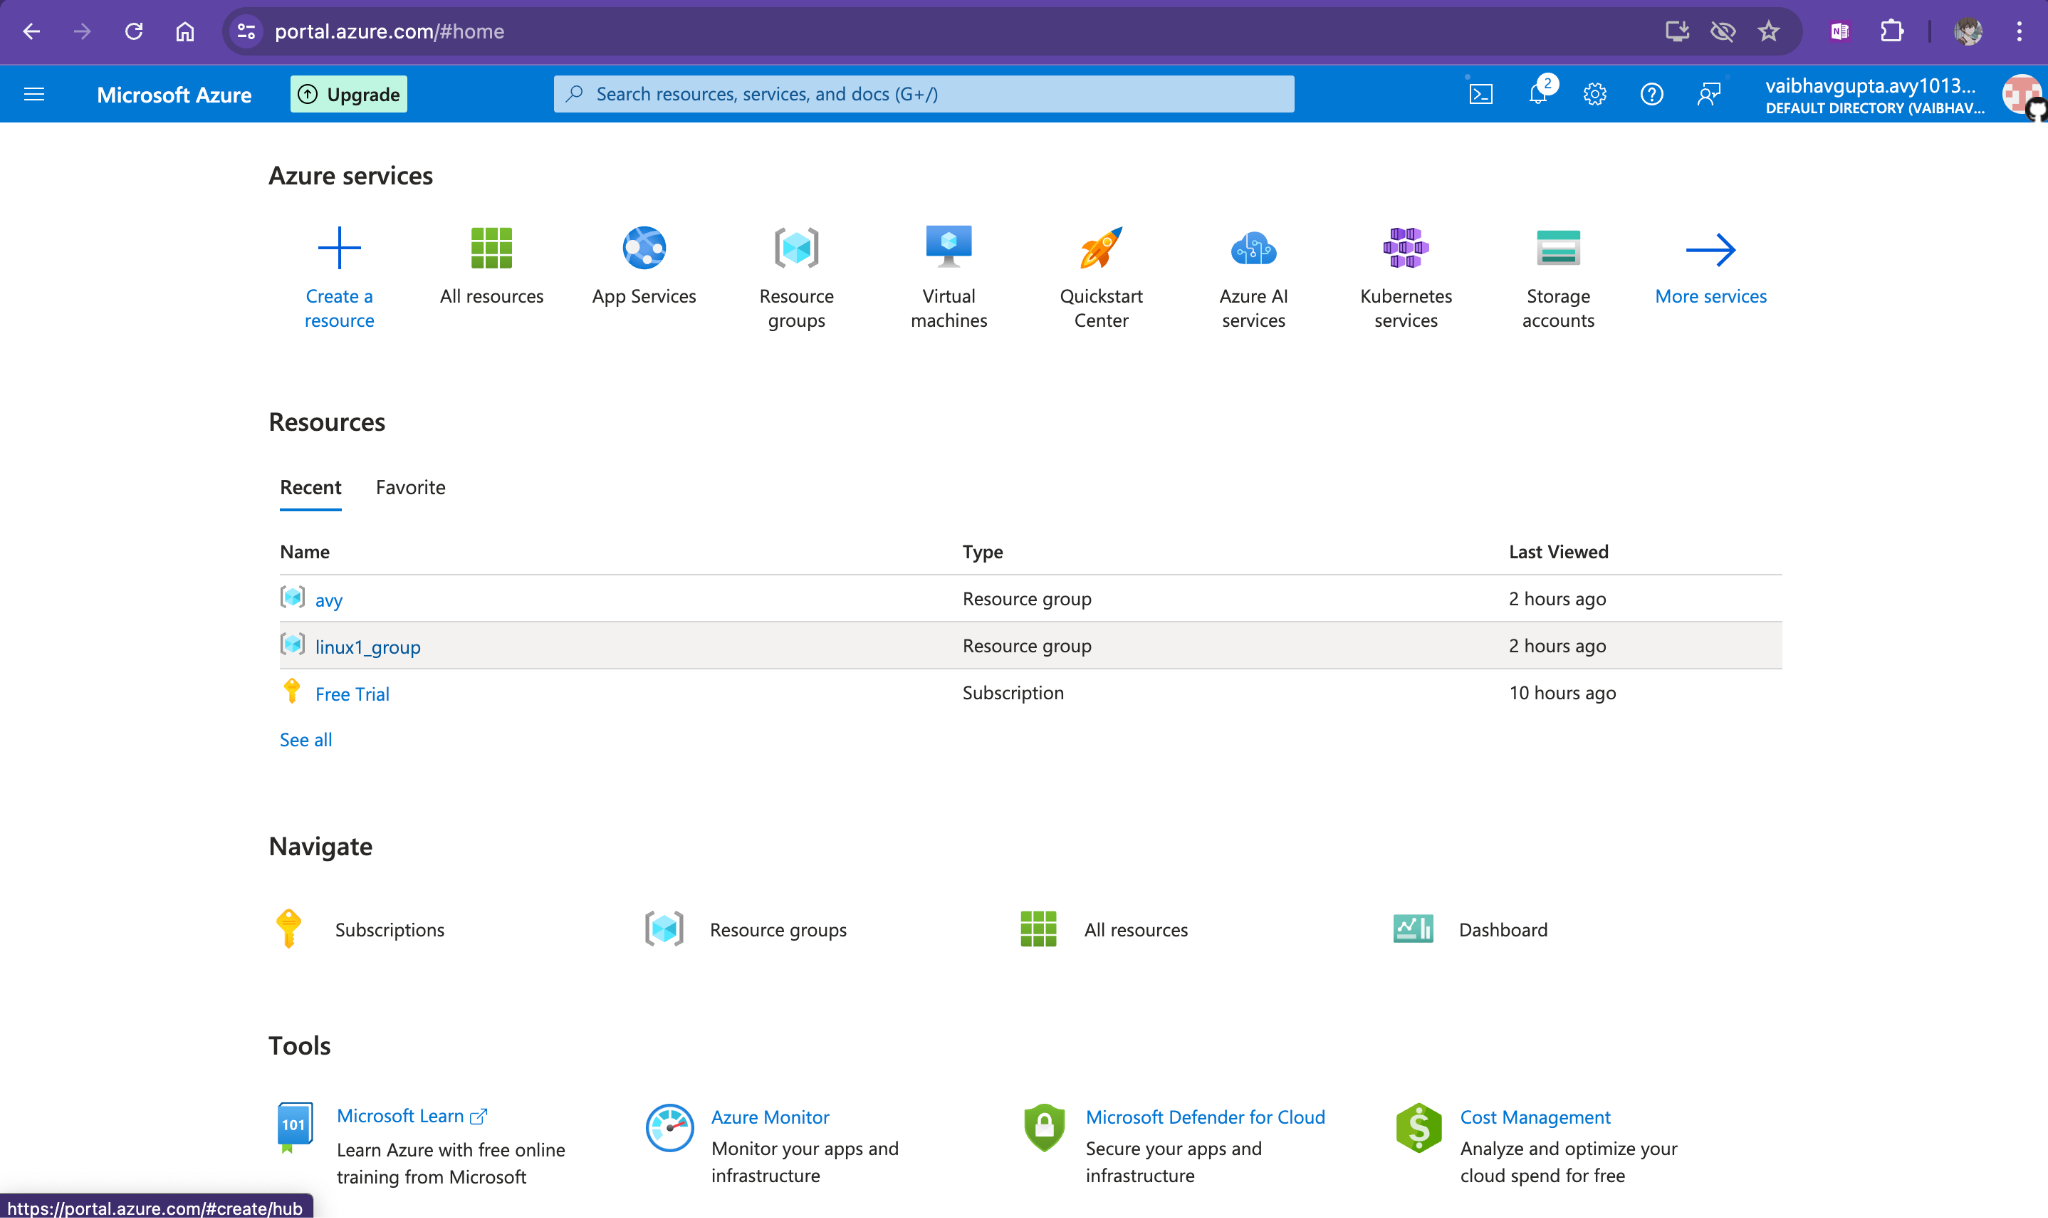 portal.azure.com/#home
Microsoft Azure
Upgrade
Search resources, services, and docs (G+/)
2
vaibhavgupta.avy1013...
DEFAULT DIRECTORY (VAIBHAV...
Azure services
Create a
resource
All resources
App Services
Resource
groups
Virtual
machines
Quickstart
Center
Azure AI
services
Kubernetes
services
Storage
accounts
More services
Resources
Recent
Favorite
Name
Type
Last Viewed
avy
Resource group
2 hours ago
linux1_group
Resource group
2 hours ago
Free Trial
Subscription
10 hours ago
See all
Navigate
Subscriptions
Resource groups
All resources
Dashboard
Tools
101
Microsoft Learn
Learn Azure with free online
training from Microsoft
Azure Monitor
Monitor your apps and
infrastructure
Microsoft Defender for Cloud
Secure your apps and
infrastructure
$
Cost Management
Analyze and optimize your
cloud spend for free
https://portal.azure.com/#create/hub